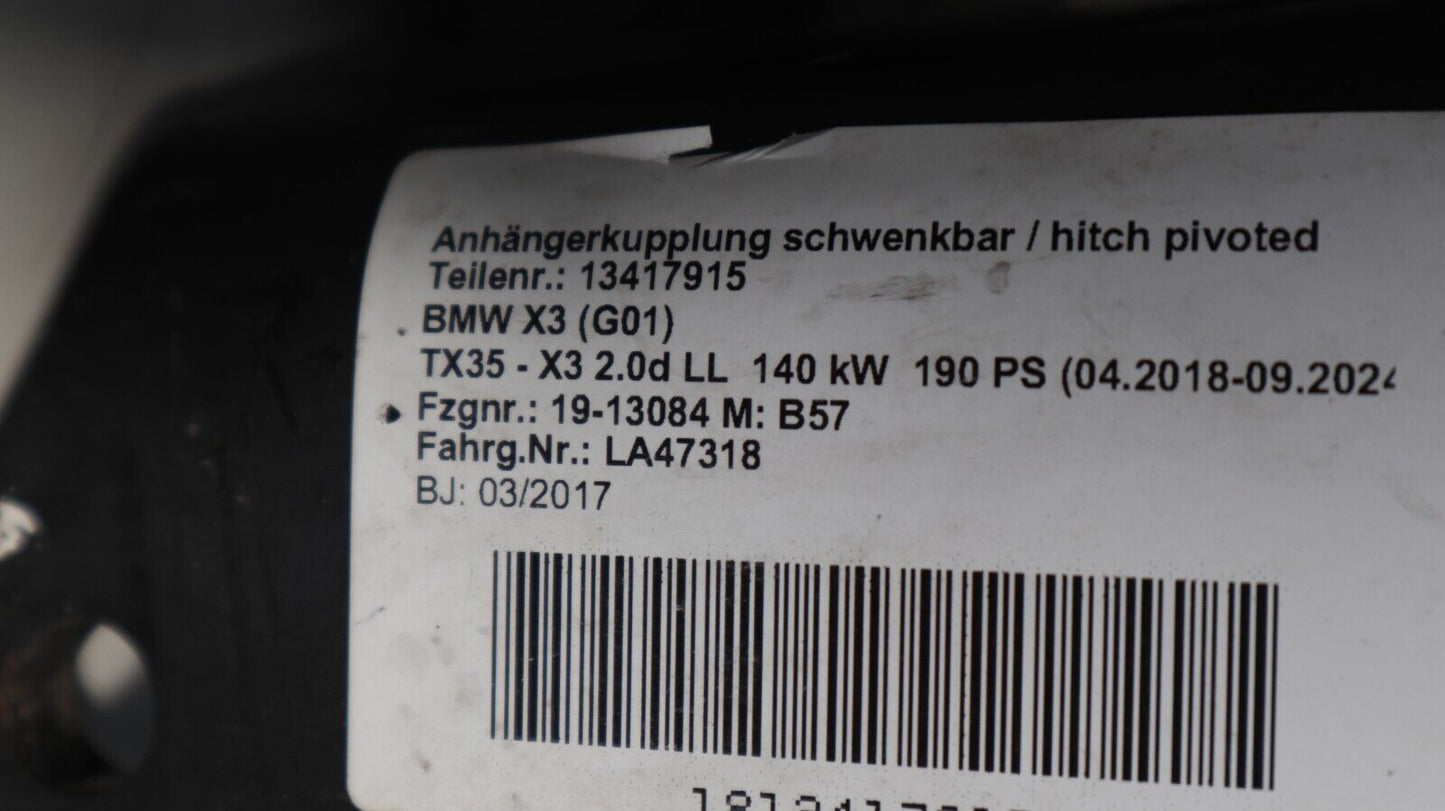 Anhängerkupplung schwenkbar / hitch pivoted
Teilenr.: 13417915
BMW X3 (G01)
TX35 - X3 2.0d LL 140 kW 190 PS (04.2018-09.2024
Fzgnr.: 19-13084 M: B57
Fahrg.Nr.: LA47318
BJ: 03/2017